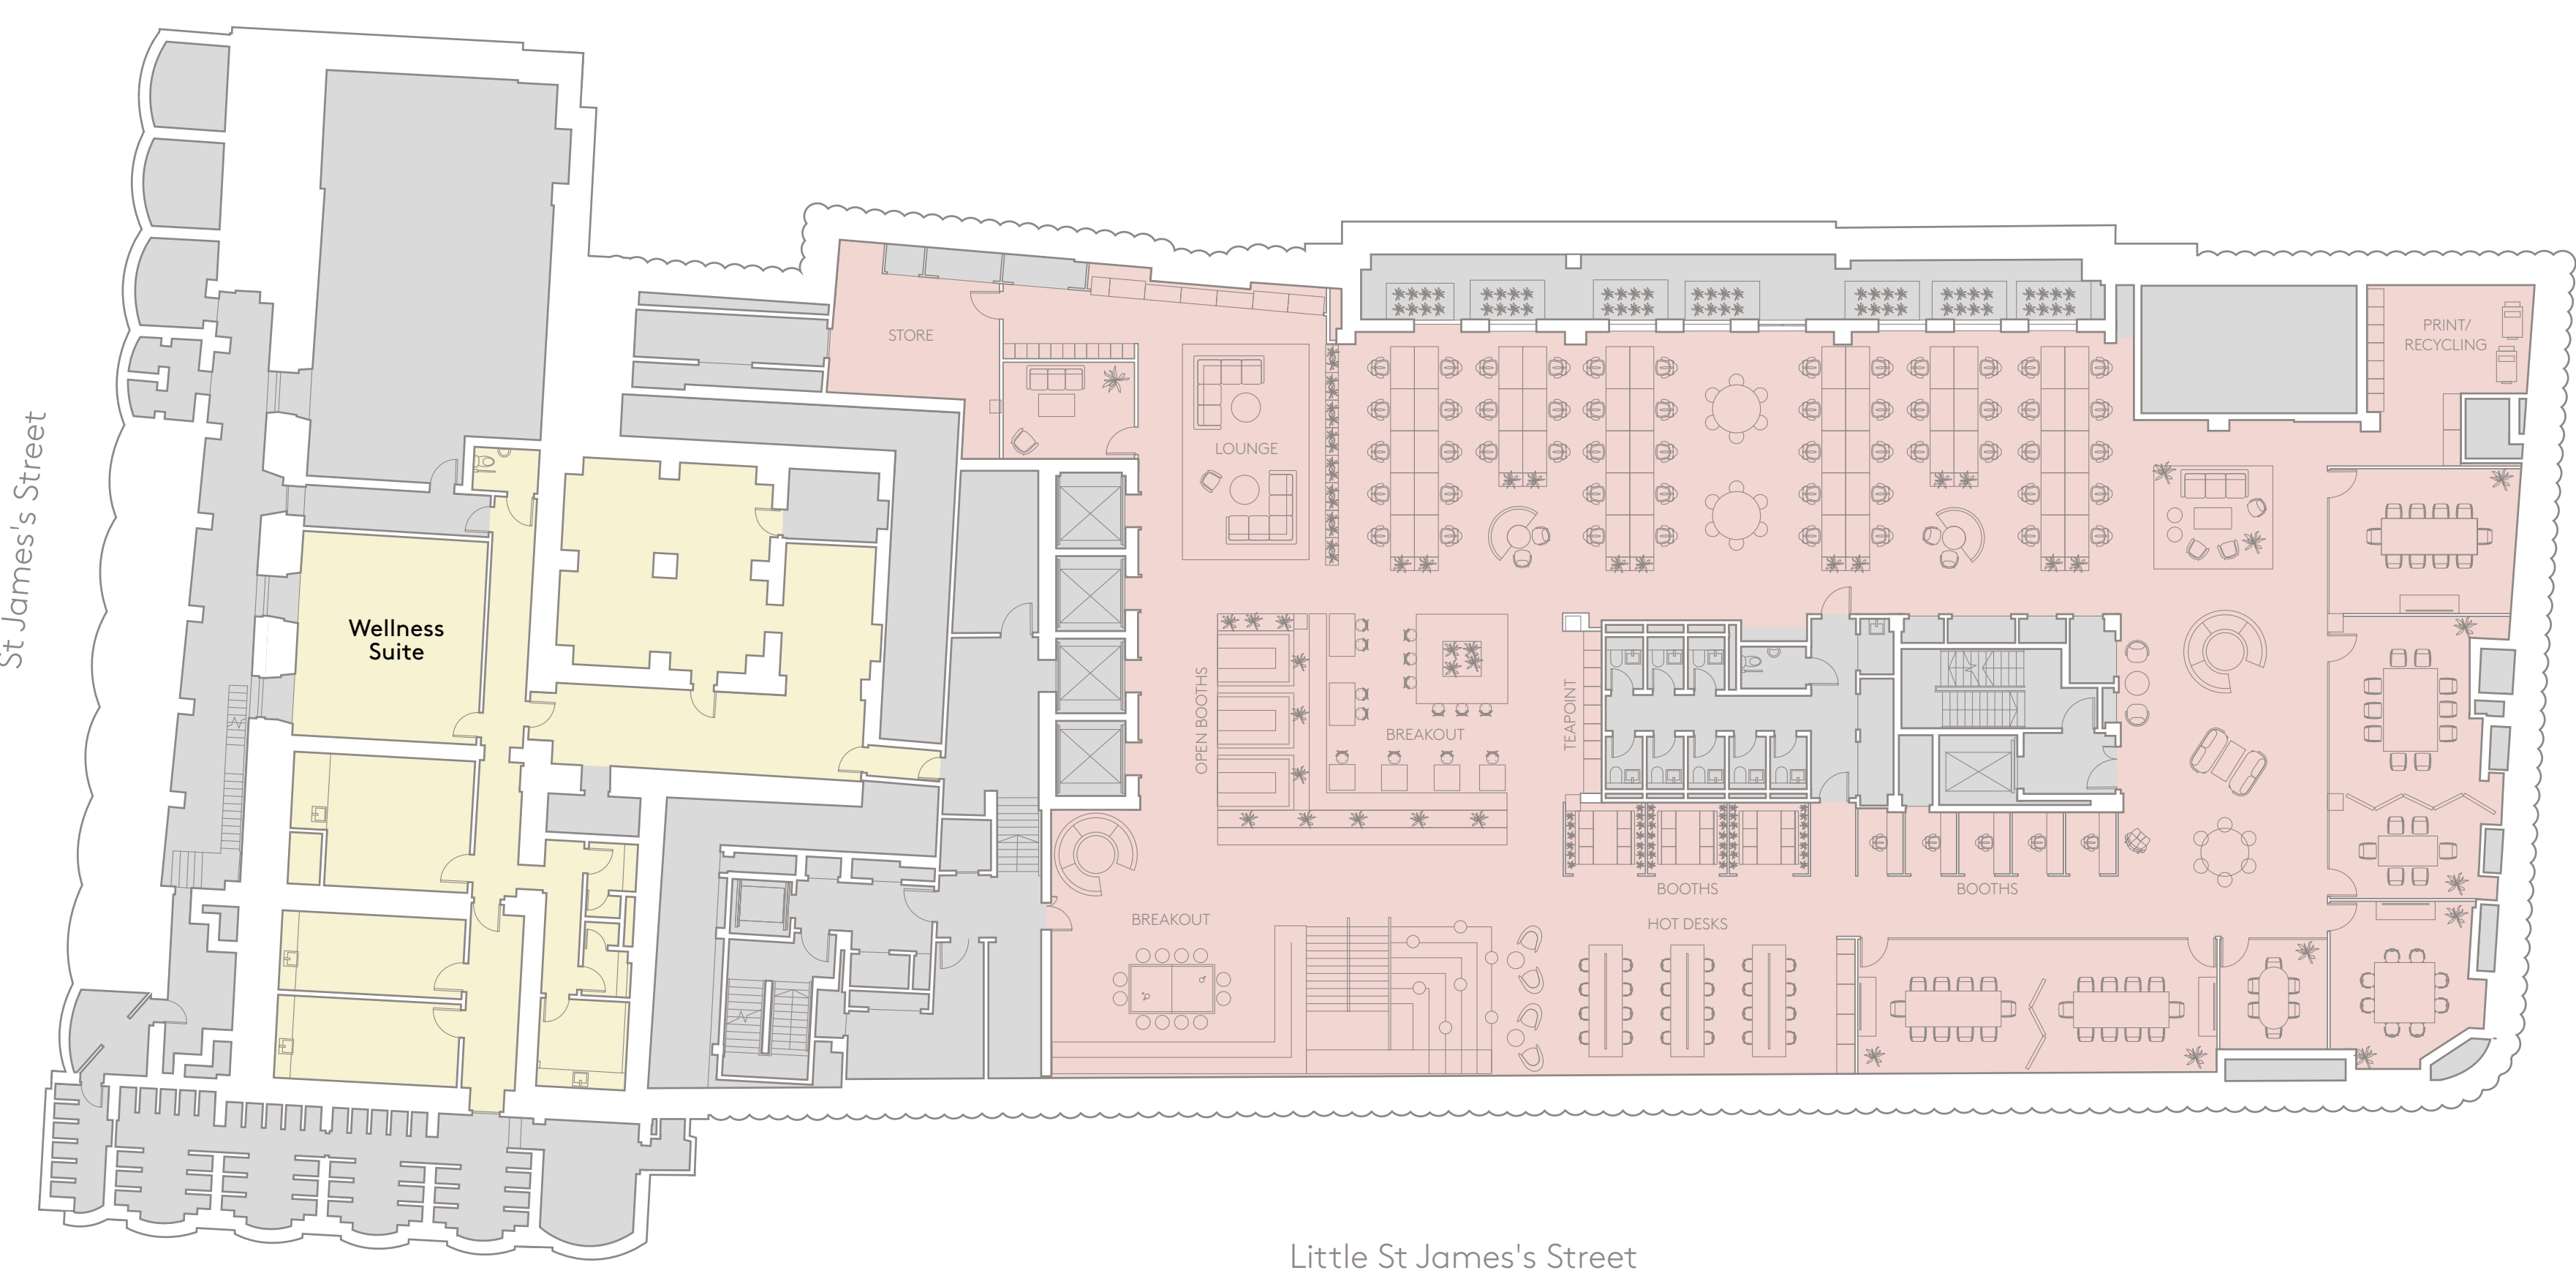 St James's Street
Wellness
Suite
STORE
LOUNGE
PRINT/
RECYCLING
OPEN BOOTHS
BREAKOUT
TEAPOINT
BREAKOUT
BOOTHS
BOOTHS
HOT DESKS
Little St James's Street